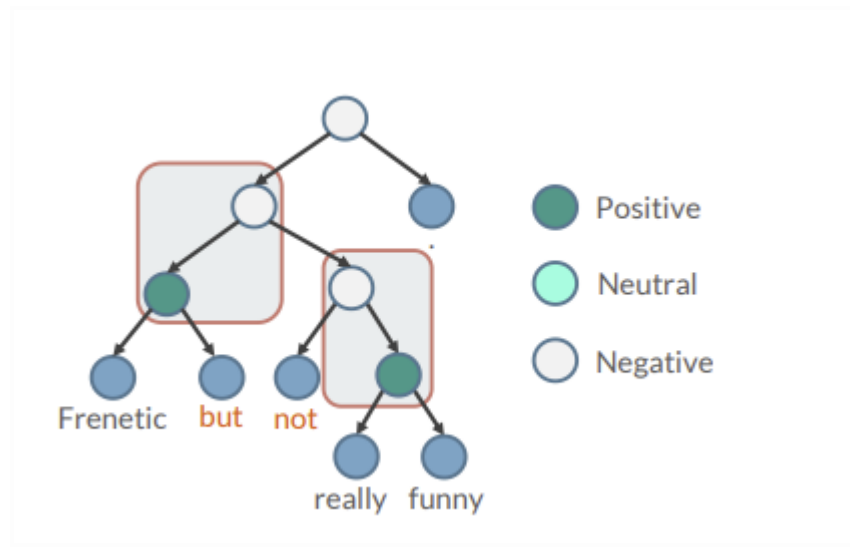 .
Positive
Neutral
Negative
Frenetic but not
really funny